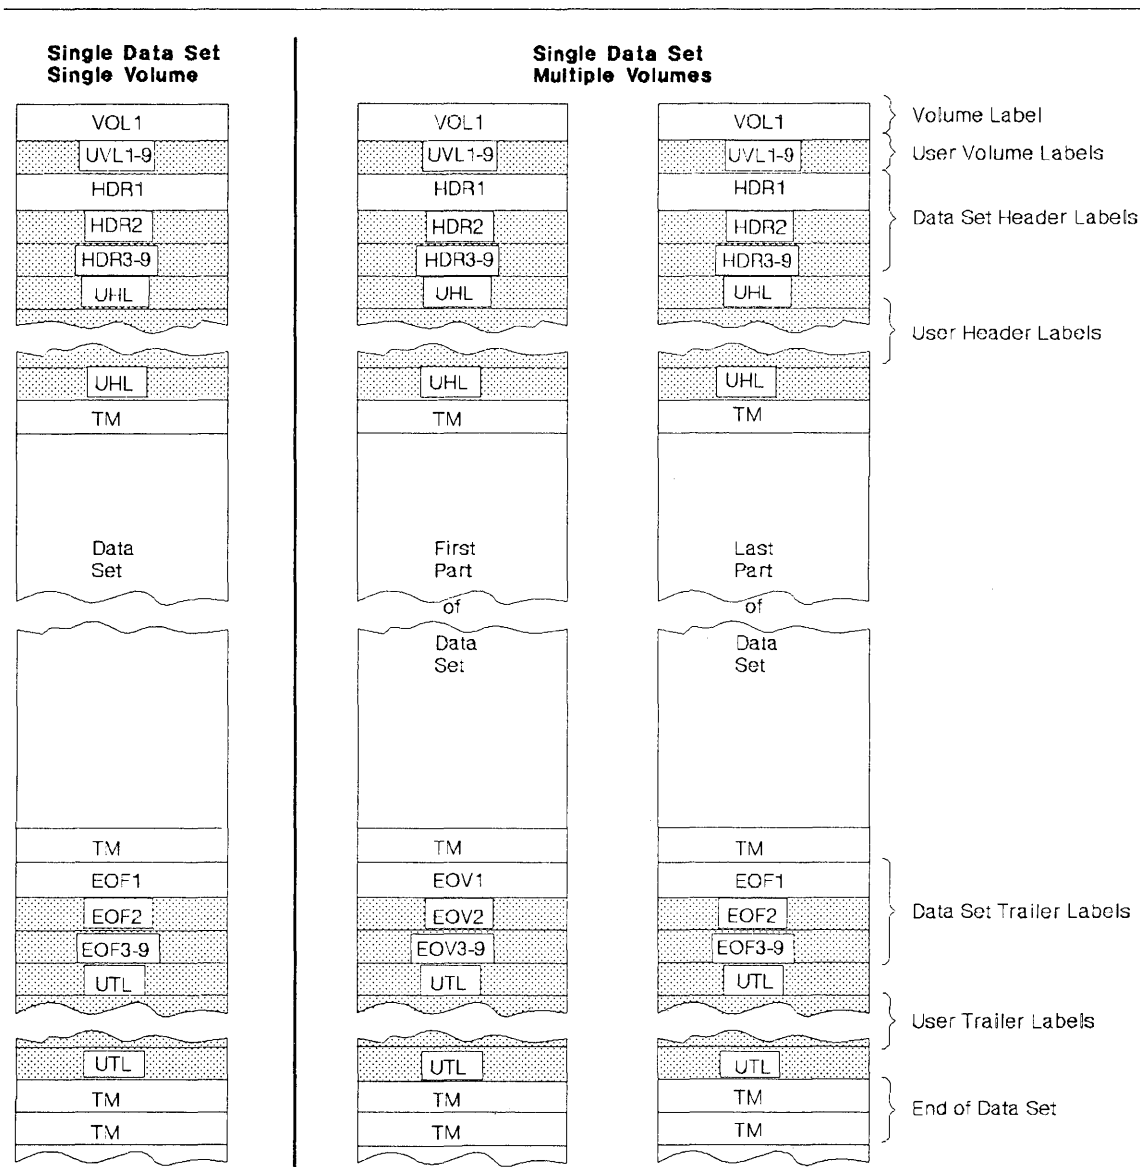 Single Data Set
Single Volume
Single Data Set
Multiple Volumes
VOL1
VOL1
VOL1
Volume Label
UVL1-9
UVL1-9
UVL1-9
User Volume Labels
HDR1
HDR1
HDR1
HDR2
HDR2
HDR2
Data Set Header Labels
HDR3-9
HDR3-9
HDR3-9
UHL
UHL
UHL
User Header Labels
UHL
UHL
UHL
TM
TM
TM
Data
Set
First
Part
of
Data
Set
Last
Part
of
Data
Set
TM
TM
TM
EOF1
EOV1
EOF1
EOF2
EOV2
EOF2
Data Set Trailer Labels
EOF3-9
EOV3-9
EOF3-9
UTL
UTL
UTL
User Trailer Labels
UTL
UTL
UTL
TM
TM
TM
End of Data Set
TM
TM
TM